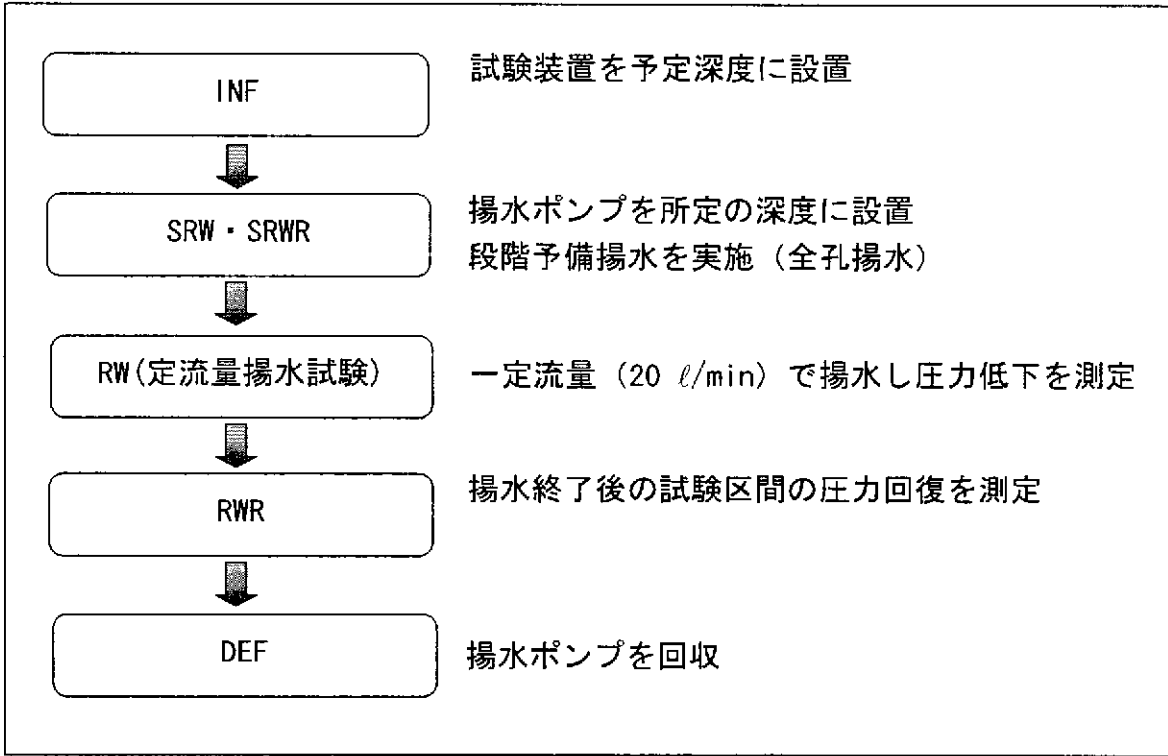 INF
試験装置を予定深度に設置
SRW・SRWR
揚水ポンプを所定の深度に設置
段階予備揚水を実施（全孔揚水）
RW(定流量揚水試験)
一定流量（20 ℓ/min）で揚水し圧力低下を測定
RWR
揚水終了後の試験区間の圧力回復を測定
DEF
揚水ポンプを回収